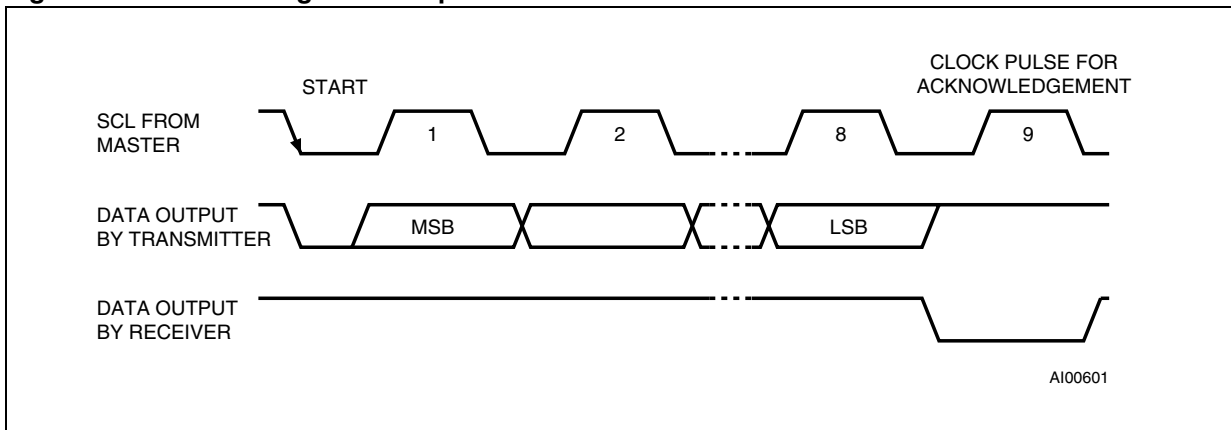 START
CLOCK PULSE FOR
ACKNOWLEDGEMENT
SCL FROM
MASTER
1
2
8
9
DATA OUTPUT
BY TRANSMITTER
MSB
LSB
DATA OUTPUT
BY RECEIVER
AI00601